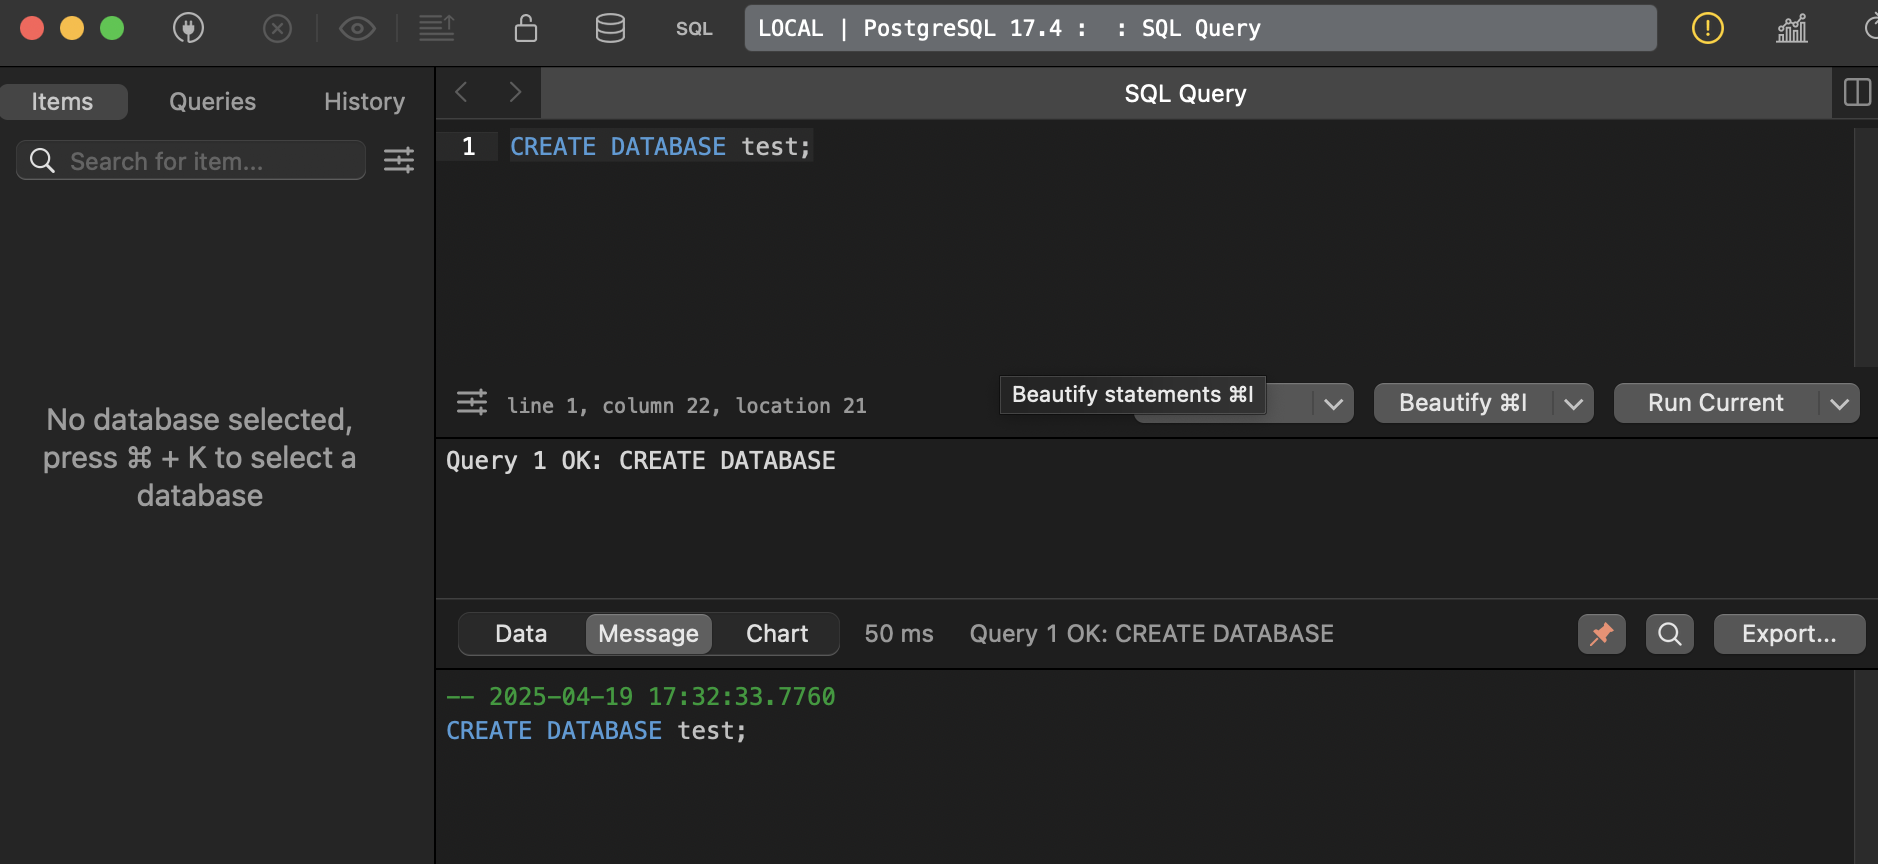 SQL
LOCAL | PostgreSQL 17.4 :  : SQL Query
Items
Queries
History
Search for item...
No database selected,
press ⌘ + K to select a
database
SQL Query
1 CREATE DATABASE test;
line 1, column 22, location 21
Beautify statements ⌘I
Beautify ⌘I
Run Current
Query 1 OK: CREATE DATABASE
Data
Message
Chart
50 ms
Query 1 OK: CREATE DATABASE
Export...
-- 2025-04-19 17:32:33.7760
CREATE DATABASE test;